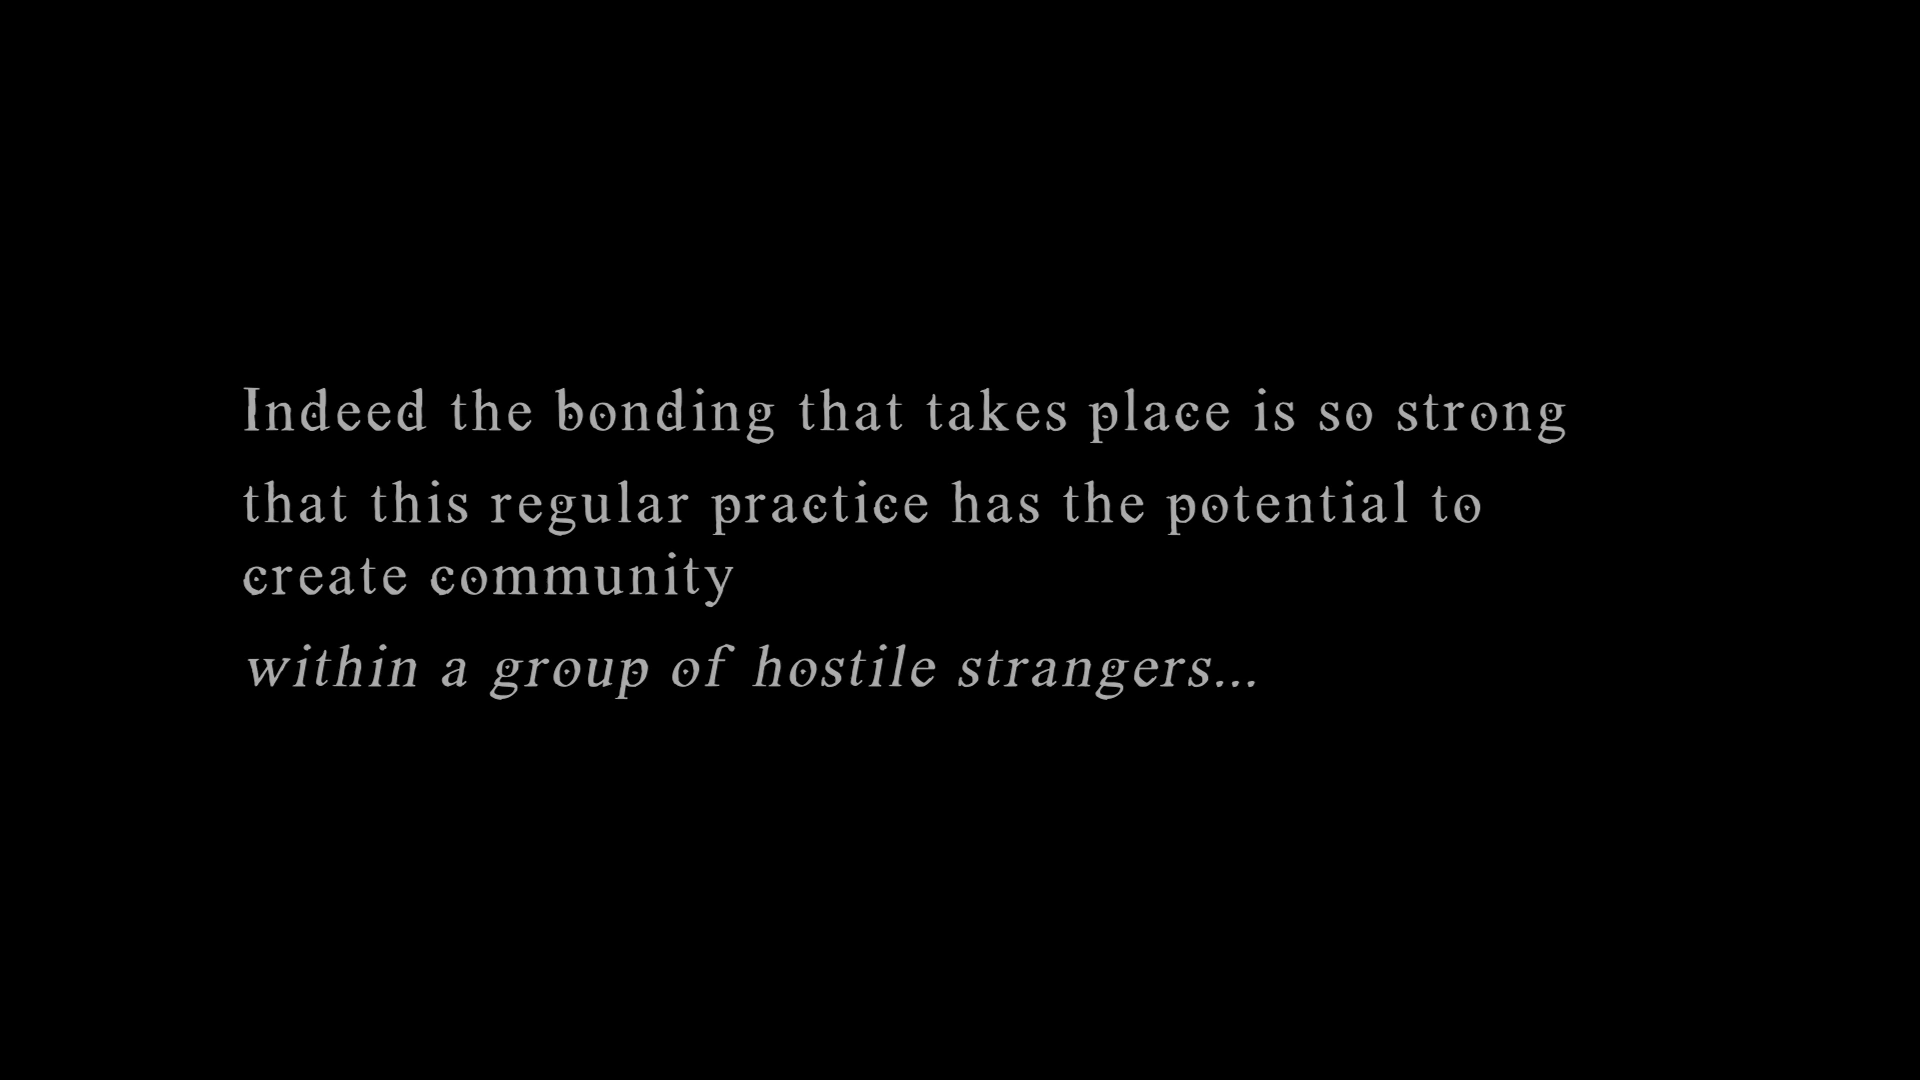 Indeed the bonding that takes place is so strong
that this regular practice has the potential to
create community
within a group of hostile strangers...